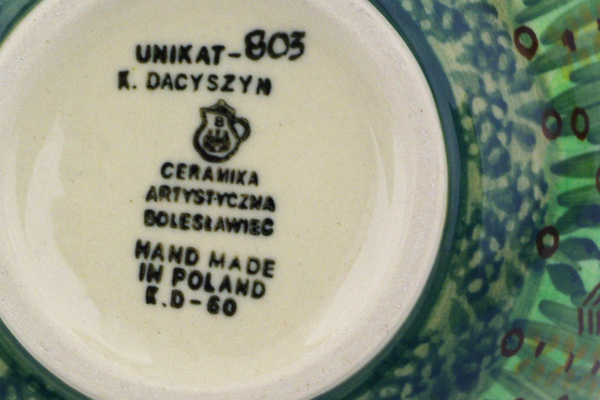 UNIKAT-803
K. DACYSZYN
B
CERAMIKA
ARTYSTYCZNA
BOLESŁAWIEC
HAND MADE
IN POLAND
K.D-60